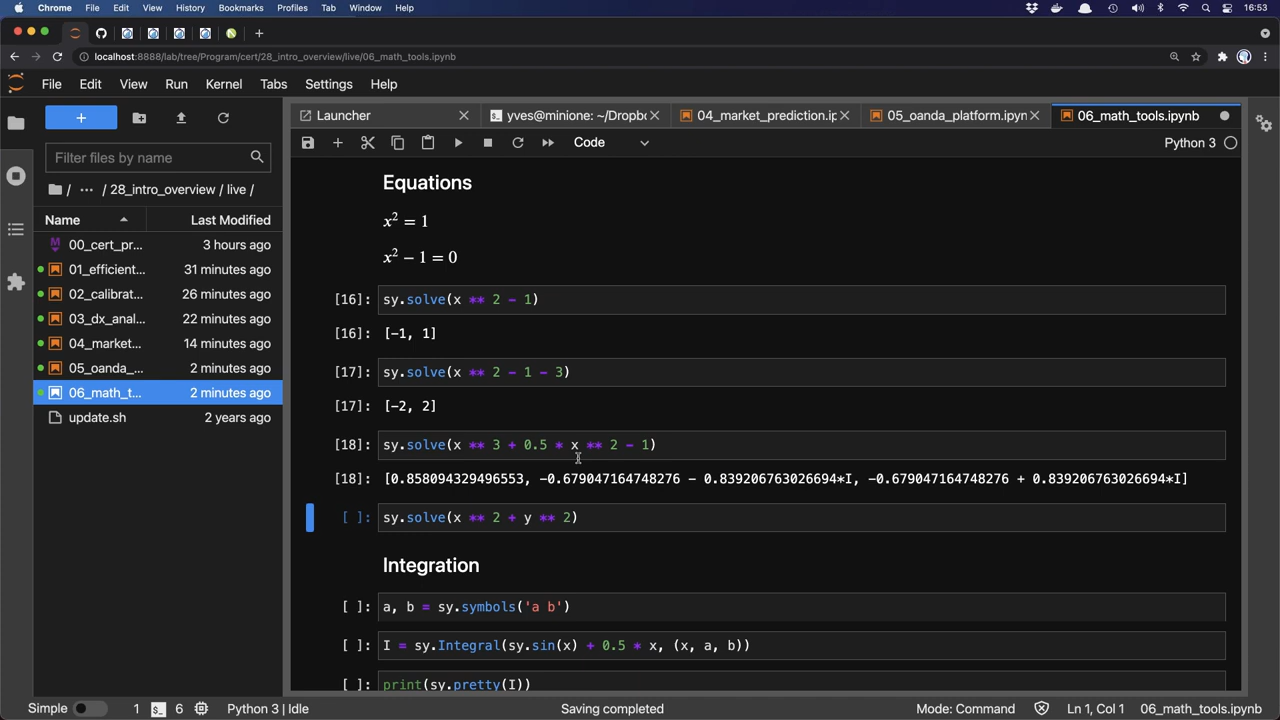 Chrome File Edit View History Bookmarks Profiles Tab Window Help 16:53
localhost:8888/lab/tree/Program/cert/28_intro_overview/live/06_math_tools.ipynb
File Edit View Run Kernel Tabs Settings Help
Launcher
yves@minione: ~/Dropbo
04_market_prediction.ip
05_oanda_platform.ipyn
06_math_tools.ipynb
Filter files by name
Code
Python 3
/ ··· / 28_intro_overview / live /
Name Last Modified
00_cert_pr... 3 hours ago
01_efficient... 31 minutes ago
02_calibrat... 26 minutes ago
03_dx_anal... 22 minutes ago
04_market... 14 minutes ago
05_oanda_... 2 minutes ago
06_math_t... 2 minutes ago
update.sh 2 years ago
Equations
x² = 1
x² − 1 = 0
[16]: sy.solve(x ** 2 - 1)
[16]: [-1, 1]
[17]: sy.solve(x ** 2 - 1 - 3)
[17]: [-2, 2]
[18]: sy.solve(x ** 3 + 0.5 * x ** 2 - 1)
[18]: [0.858094329496553, -0.679047164748276 - 0.839206763026694*I, -0.679047164748276 + 0.839206763026694*I]
[ ]: sy.solve(x ** 2 + y ** 2)
Integration
[ ]: a, b = sy.symbols('a b')
[ ]: I = sy.Integral(sy.sin(x) + 0.5 * x, (x, a, b))
[ ]: print(sy.pretty(I))
Simple 1 6 Python 3 | Idle Saving completed Mode: Command Ln 1, Col 1 06_math_tools.ipynb